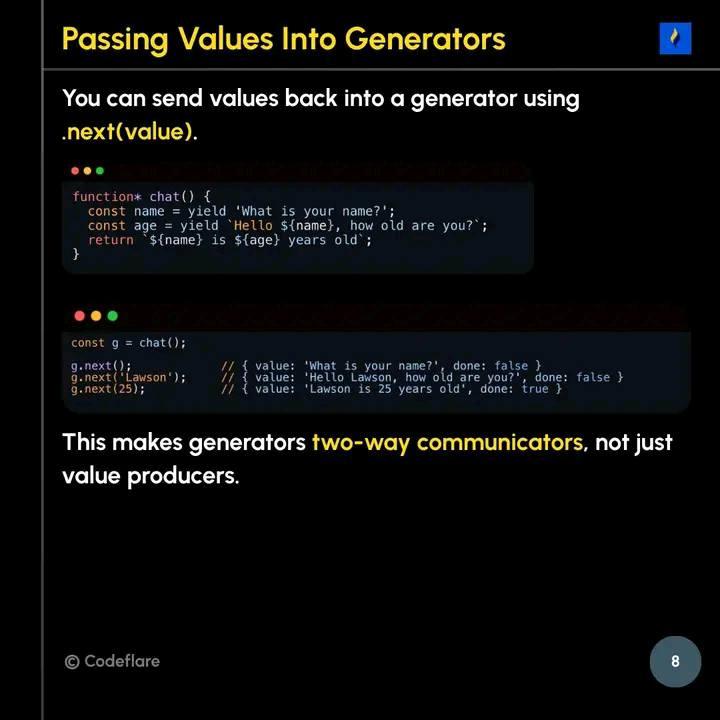 Passing Values Into Generators
You can send values back into a generator using
.next(value).
function* chat() {
  const name = yield 'What is your name?';
  const age = yield `Hello ${name}, how old are you?`;
  return `${name} is ${age} years old`;
}
const g = chat();
g.next();             // { value: 'What is your name?', done: false }
g.next('Lawson');     // { value: 'Hello Lawson, how old are you?', done: false }
g.next(25);           // { value: 'Lawson is 25 years old', done: true }
This makes generators two-way communicators, not just
value producers.
© Codeflare
8